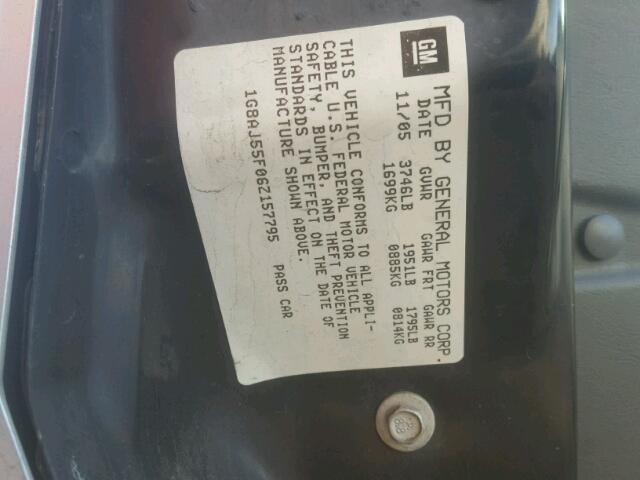 GM
MFD BY GENERAL MOTORS CORP.
DATE GVWR GAWR FRT GAWR RR
11/05 3746LB 1951LB 1795LB
1699KG 0885KG 0814KG
THIS VEHICLE CONFORMS TO ALL APPLI-
CABLE U.S. FEDERAL MOTOR VEHICLE
SAFETY, BUMPER, AND THEFT PREVENTION
STANDARDS IN EFFECT ON THE DATE OF
MANUFACTURE SHOWN ABOVE.
1G8AJ55F06Z157795 PASS CAR